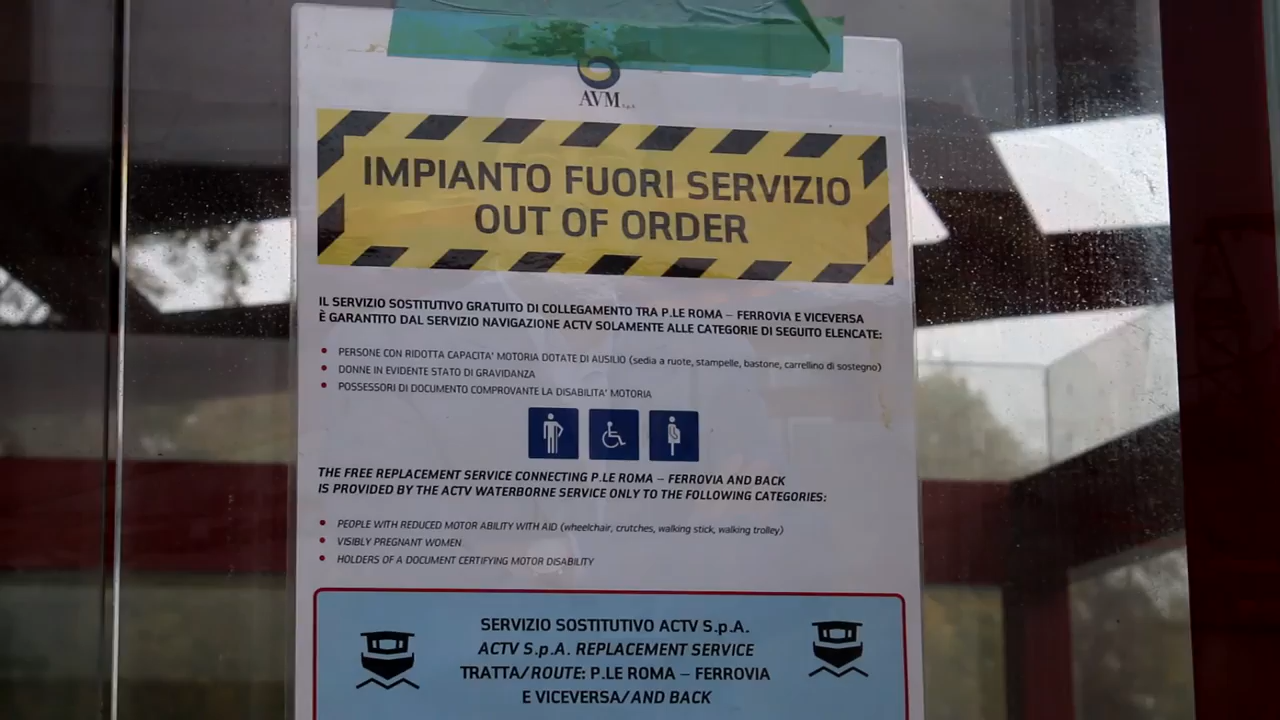 AVM S.p.A.
IMPIANTO FUORI SERVIZIO
OUT OF ORDER
IL SERVIZIO SOSTITUTIVO GRATUITO DI COLLEGAMENTO TRA P.LE ROMA – FERROVIA E VICEVERSA
È GARANTITO DAL SERVIZIO NAVIGAZIONE ACTV SOLAMENTE ALLE CATEGORIE DI SEGUITO ELENCATE:
• PERSONE CON RIDOTTA CAPACITA' MOTORIA DOTATE DI AUSILIO (sedia a ruote, stampelle, bastone, carrellino di sostegno)
• DONNE IN EVIDENTE STATO DI GRAVIDANZA
• POSSESSORI DI DOCUMENTO COMPROVANTE LA DISABILITA' MOTORIA
THE FREE REPLACEMENT SERVICE CONNECTING P.LE ROMA – FERROVIA AND BACK
IS PROVIDED BY THE ACTV WATERBORNE SERVICE ONLY TO THE FOLLOWING CATEGORIES:
• PEOPLE WITH REDUCED MOTOR ABILITY WITH AID (wheelchair, crutches, walking stick, walking trolley)
• VISIBLY PREGNANT WOMEN
• HOLDERS OF A DOCUMENT CERTIFYING MOTOR DISABILITY
SERVIZIO SOSTITUTIVO ACTV S.p.A.
ACTV S.p.A. REPLACEMENT SERVICE
TRATTA/ROUTE: P.LE ROMA – FERROVIA
E VICEVERSA/AND BACK